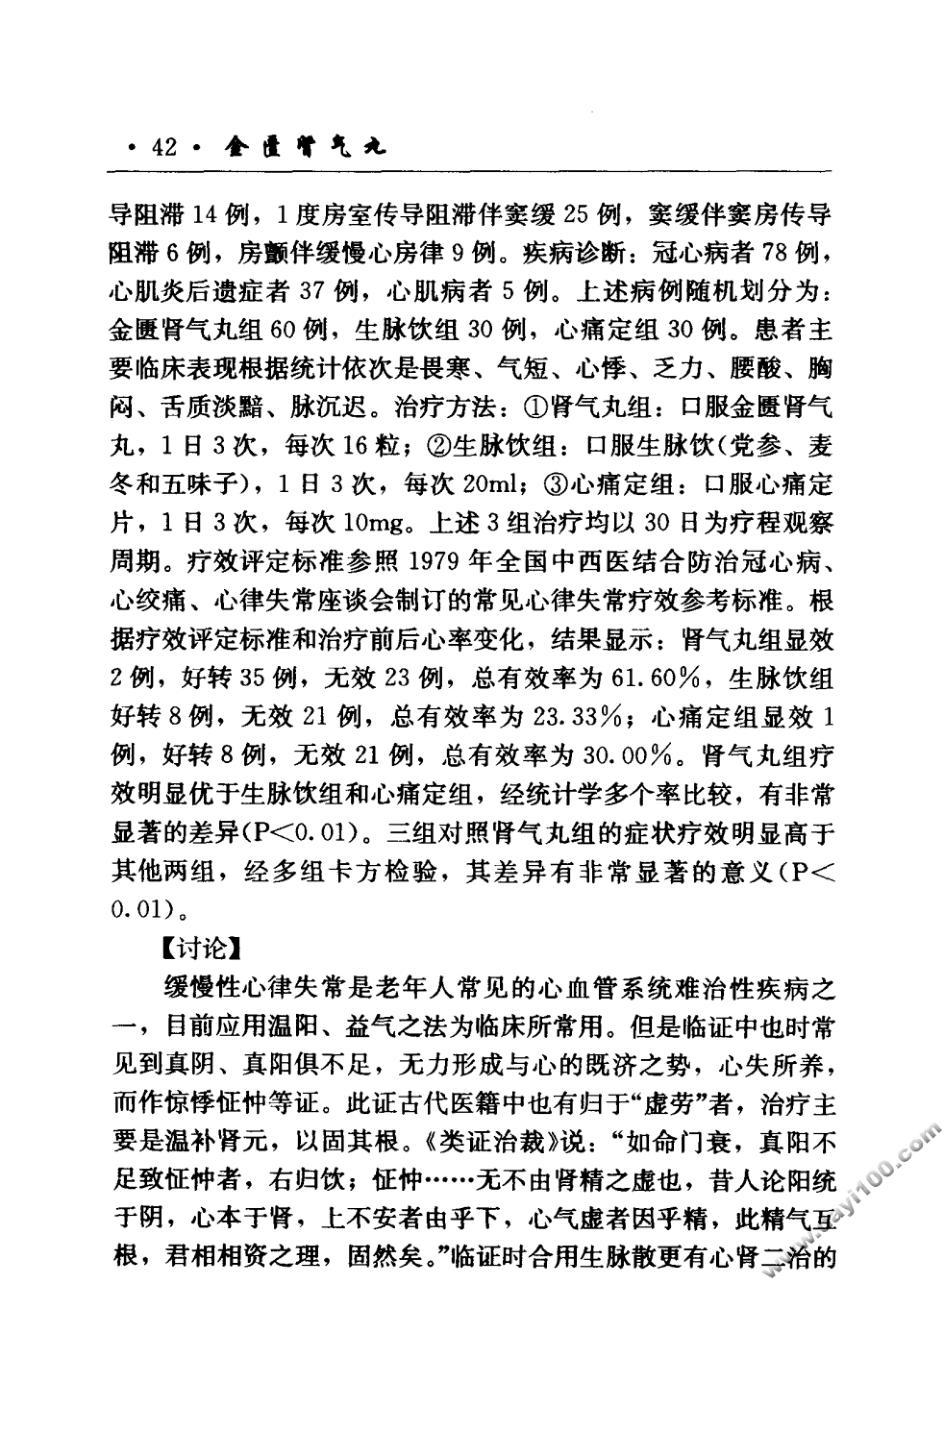 · 42 · 金匮肾气丸
导阻滞 14 例，1 度房室传导阻滞伴窦缓 25 例，窦缓伴窦房传导
阻滞 6 例，房颤伴缓慢心房律 9 例。疾病诊断：冠心病者 78 例，
心肌炎后遗症者 37 例，心肌病者 5 例。上述病例随机划分为：
金匮肾气丸组 60 例，生脉饮组 30 例，心痛定组 30 例。患者主
要临床表现根据统计依次是畏寒、气短、心悸、乏力、腰酸、胸
闷、舌质淡黯、脉沉迟。治疗方法：①肾气丸组：口服金匮肾气
丸，1 日 3 次，每次 16 粒；②生脉饮组：口服生脉饮(党参、麦
冬和五味子)，1 日 3 次，每次 20ml；③心痛定组：口服心痛定
片，1 日 3 次，每次 10mg。上述 3 组治疗均以 30 日为疗程观察
周期。疗效评定标准参照 1979 年全国中西医结合防治冠心病、
心绞痛、心律失常座谈会制订的常见心律失常疗效参考标准。根
据疗效评定标准和治疗前后心率变化，结果显示：肾气丸组显效
2 例，好转 35 例，无效 23 例，总有效率为 61.60%，生脉饮组
好转 8 例，无效 21 例，总有效率为 23.33%；心痛定组显效 1
例，好转 8 例，无效 21 例，总有效率为 30.00%。肾气丸组疗
效明显优于生脉饮组和心痛定组，经统计学多个率比较，有非常
显著的差异(P<0.01)。三组对照肾气丸组的症状疗效明显高于
其他两组，经多组卡方检验，其差异有非常显著的意义(P<
0.01)。
【讨论】
缓慢性心律失常是老年人常见的心血管系统难治性疾病之
一，目前应用温阳、益气之法为临床所常用。但是临证中也时常
见到真阴、真阳俱不足，无力形成与心的既济之势，心失所养，
而作惊悸怔忡等证。此证古代医籍中也有归于“虚劳”者，治疗主
要是温补肾元，以固其根。《类证治裁》说：“如命门衰，真阳不
足致怔忡者，右归饮；怔忡……无不由肾精之虚也，昔人论阳统
于阴，心本于肾，上不安者由乎下，心气虚者因乎精，此精气互
根，君相相资之理，固然矣。”临证时合用生脉散更有心肾二治的